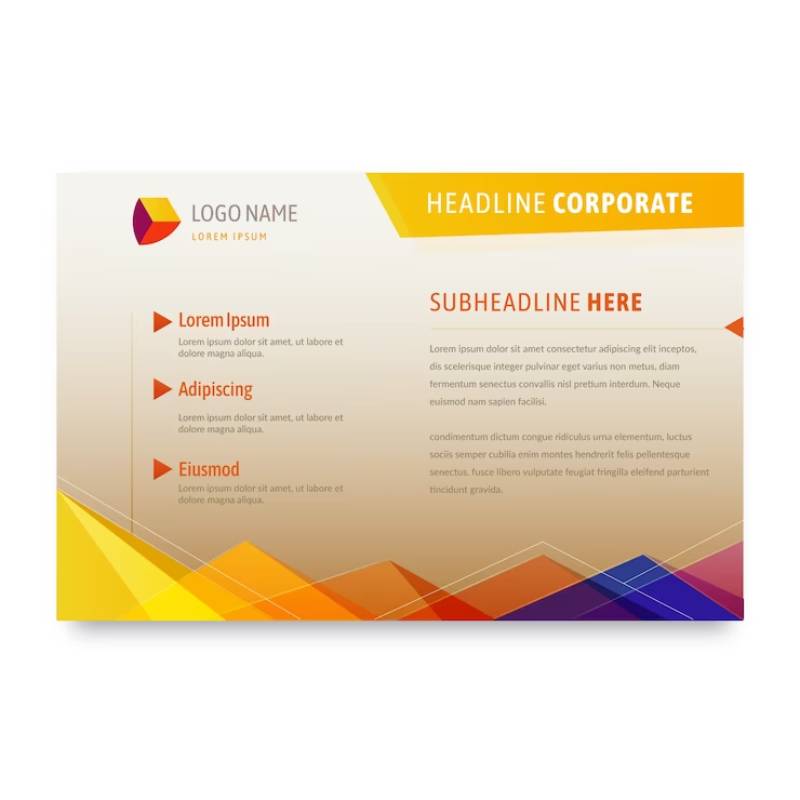 LOGO NAME
LOREM IPSUM
HEADLINE CORPORATE
Lorem Ipsum
Lorem ipsum dolor sit amet, ut labore et
dolore magna aliqua.
Adipiscing
Lorem ipsum dolor sit amet, ut labore et
dolore magna aliqua.
Eiusmod
Lorem ipsum dolor sit amet, ut labore et
dolore magna aliqua.
SUBHEADLINE HERE
Lorem ipsum dolor sit amet consectetur adipiscing elit inceptos,
dis scelerisque integer pulvinar eget varius non metus, diam
fermentum senectus convallis nisl pretium interdum. Neque
euismod nam sapien facilisi.
condimentum dictum congue ridiculus urna elementum, luctus
sociis semper cubilia enim montes hendrerit felis pellentesque
senectus, fusce libero vulputate feugiat fringilla eleifend parturient
tincidunt gravida.